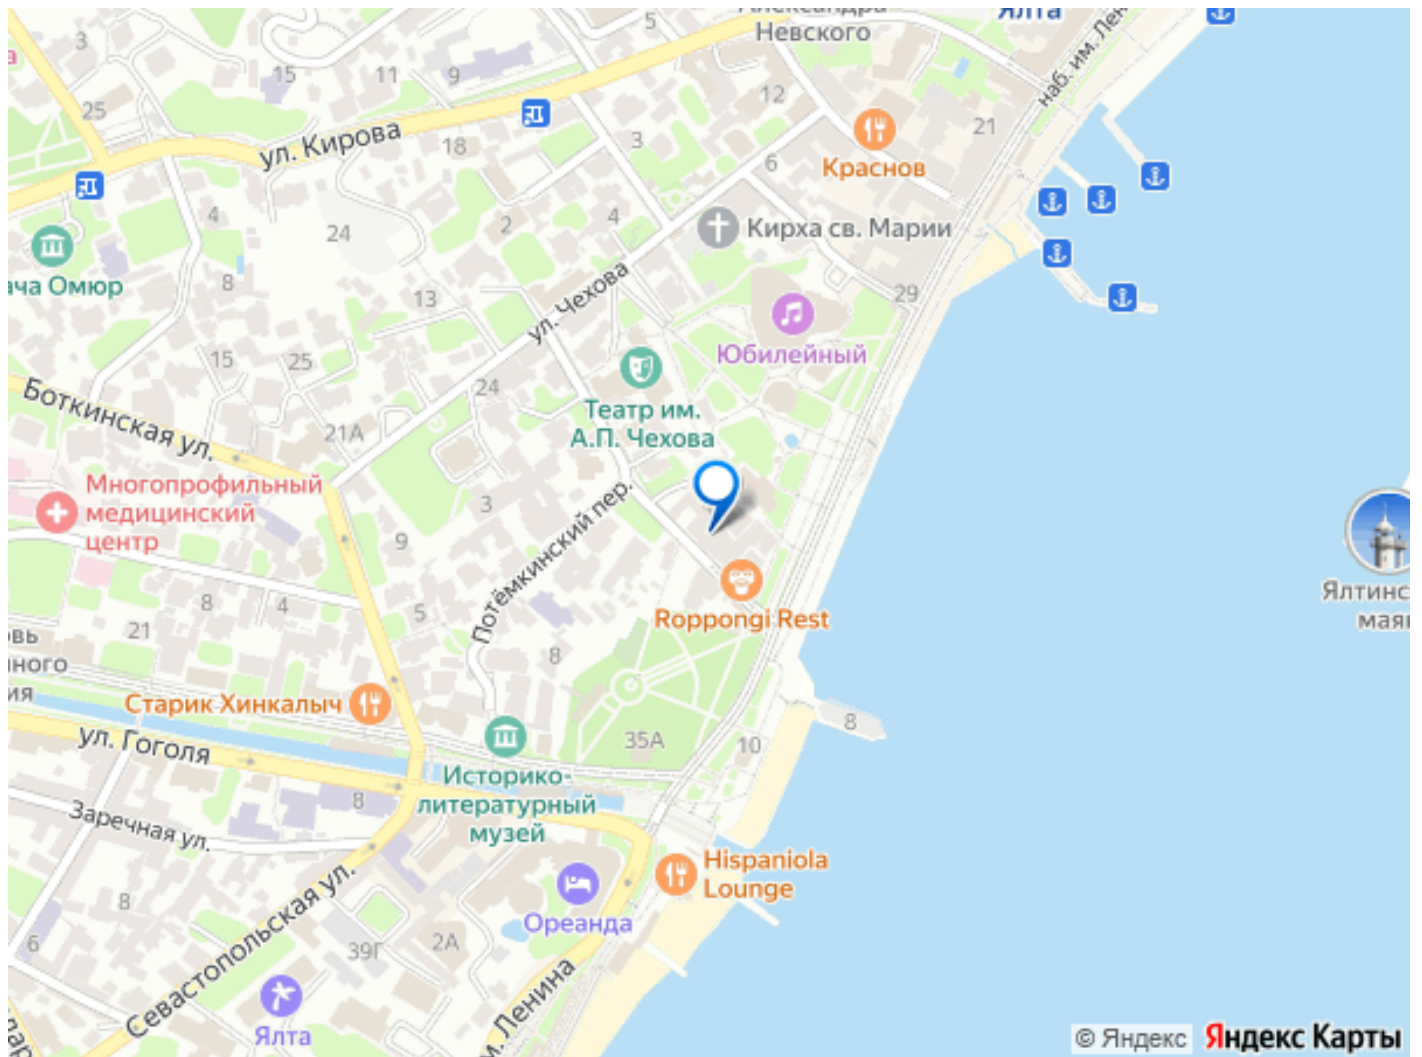 Александра
Невского
Ялта
наб. им. Лен
5
3
15
11
9
25
12
21
ул. Кирова
18
3
6
Краснов
4
2
4
24
Кирха св. Марии
ача Омюр
8
13
ул. Чехова
29
Юбилейный
15
25
24
Театр им.
А.П. Чехова
Боткинская ул.
21А
Многопрофильный
медицинский
центр
3
9
Потёмкинский пер.
Roppongi Rest
Ялтинс
маяк
8
4
5
21
8
вь
ного
ия
Старик Хинкалыч
35А
10
8
ул. Гоголя
Историко-
литературный
музей
8
Заречная ул.
Hispaniola
Lounge
Ореанда
8
6
2А
39Г
Севастопольская ул.
м. Ленина
Ялта
© Яндекс Яндекс Карты